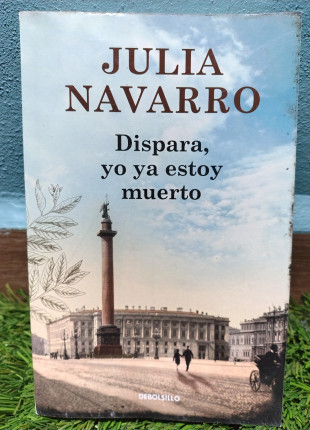 JULIA
NAVARRO
Dispara,
yo ya estoy
muerto
DEBOLSILLO